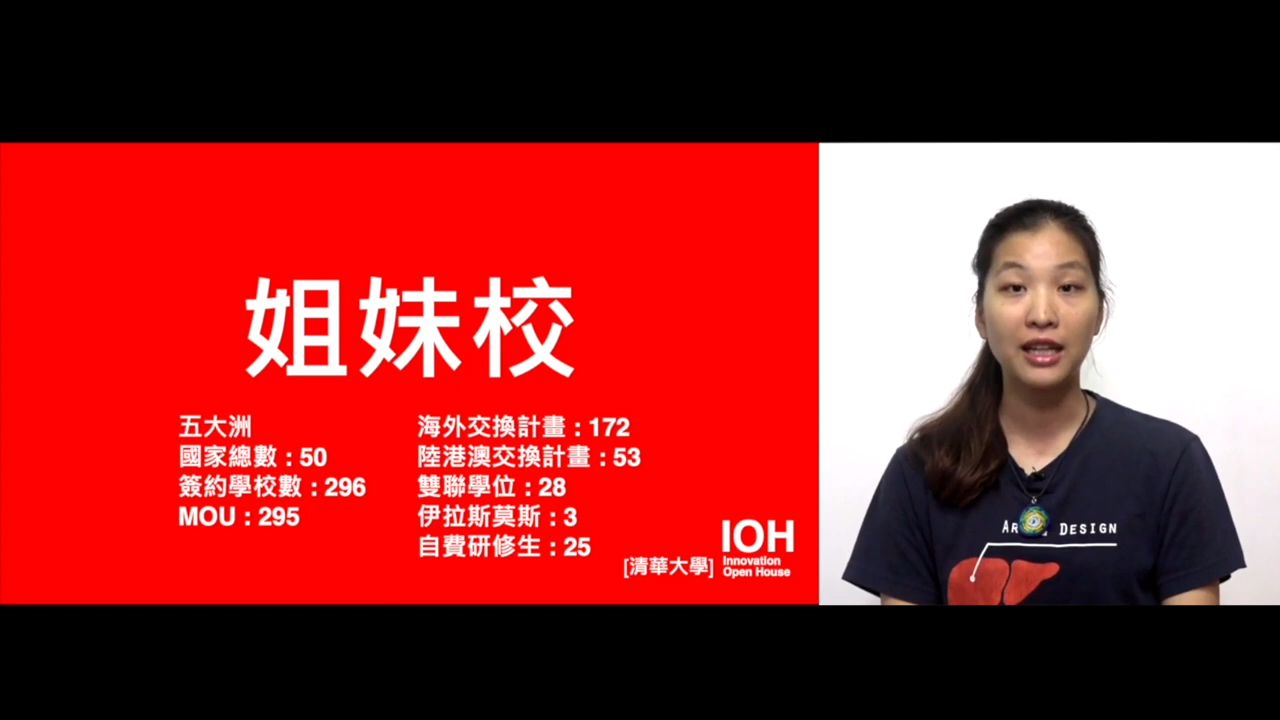 姐妹校
五大洲
國家總數 : 50
簽約學校數 : 296
MOU : 295
海外交換計畫 : 172
陸港澳交換計畫 : 53
雙聯學位 : 28
伊拉斯莫斯 : 3
自費研修生 : 25
[清華大學]
IOH
Innovation
Open House
DESIGN